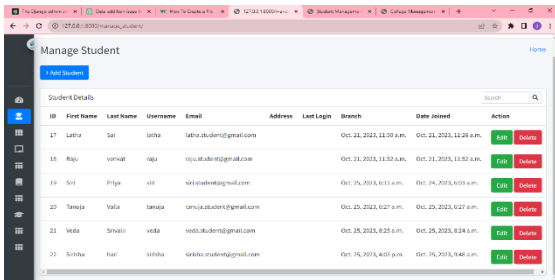 The Django admin si
Data addition issue
How To Create a Fil
127.0.0.1:8000/mana
Student Manageme
College Managemen
127.0.0.1:8000/manage_student/
Manage Student
Home
+ Add Student
Student Details
Search
ID First Name Last Name Username Email Address Last Login Branch Date Joined Action
17 Latha Sai latha latha.student@gmail.com Oct. 21, 2023, 11:50 a.m. Oct. 21, 2023, 11:26 a.m. Edit Delete
18 Raju venkat raju raju.student@gmail.com Oct. 21, 2023, 11:52 a.m. Oct. 21, 2023, 11:52 a.m. Edit Delete
19 Siri Priya siri siri.student@gmail.com Oct. 25, 2023, 6:13 a.m. Oct. 24, 2023, 6:03 a.m. Edit Delete
20 Tanuja Valla tanuja tanuja.student@gmail.com Oct. 25, 2023, 6:27 a.m. Oct. 25, 2023, 6:27 a.m. Edit Delete
21 Veda Srivalli veda veda.student@gmail.com Oct. 25, 2023, 8:25 a.m. Oct. 25, 2023, 8:24 a.m. Edit Delete
22 Sirisha hari sirisha sirisha.student@gmail.com Oct. 25, 2023, 4:03 p.m. Oct. 25, 2023, 9:48 a.m. Edit Delete